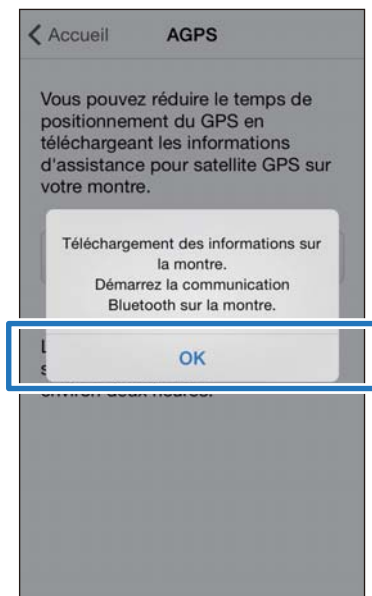 Accueil
AGPS
Vous pouvez réduire le temps de
positionnement du GPS en
téléchargeant les informations
d'assistance pour satellite GPS sur
votre montre.
Téléchargement des informations sur
la montre.
Démarrez la communication
Bluetooth sur la montre.
OK
environ deux heures.